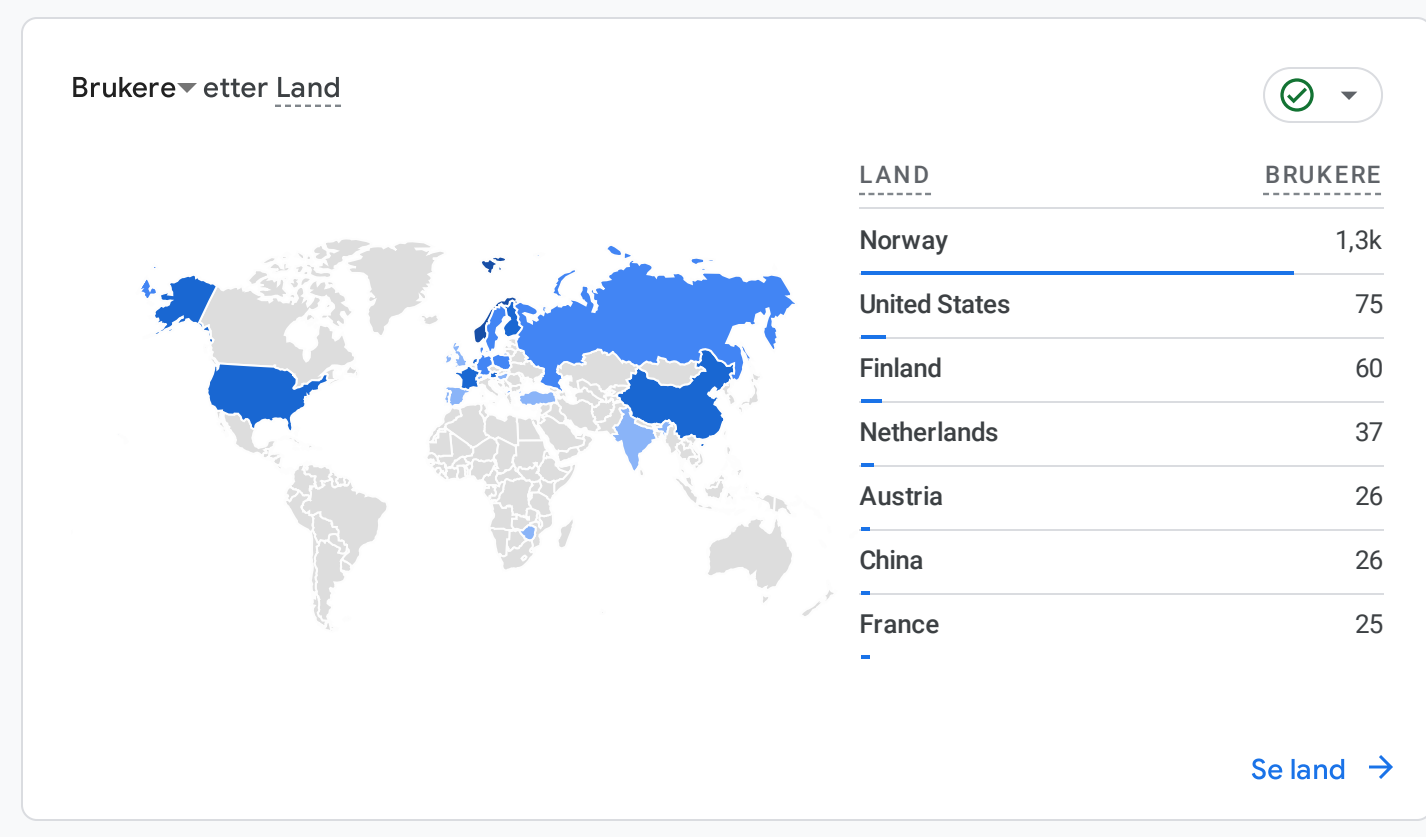 Brukere etter Land
LAND BRUKERE
Norway 1,3k
United States 75
Finland 60
Netherlands 37
Austria 26
China 26
France 25
Se land